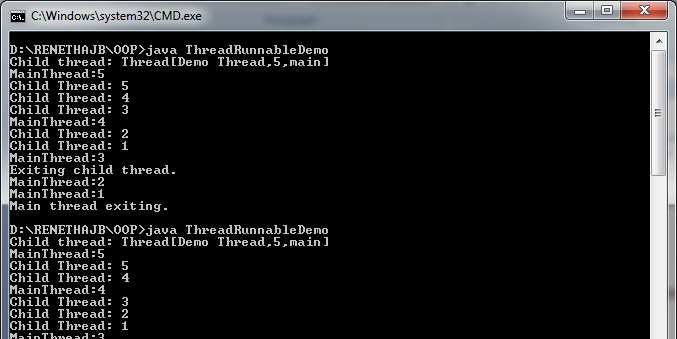 C:\Windows\system32\CMD.exe
D:\RENETHAJB\OOP>java ThreadRunnableDemo
Child thread: Thread[Demo Thread,5,main]
MainThread:5
Child Thread: 5
Child Thread: 4
Child Thread: 3
MainThread:4
Child Thread: 2
Child Thread: 1
MainThread:3
Exiting child thread.
MainThread:2
MainThread:1
Main thread exiting.
D:\RENETHAJB\OOP>java ThreadRunnableDemo
Child thread: Thread[Demo Thread,5,main]
MainThread:5
Child Thread: 5
Child Thread: 4
MainThread:4
Child Thread: 3
Child Thread: 2
Child Thread: 1
MainThread:3